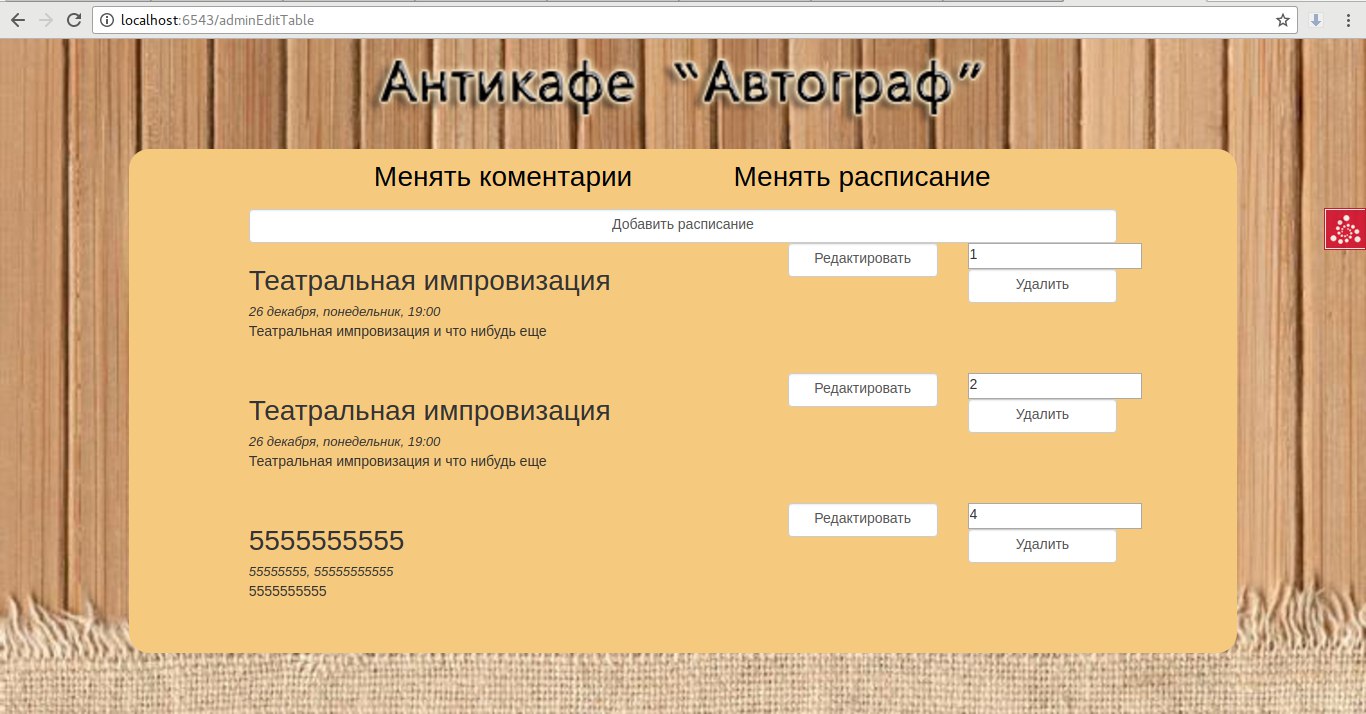 localhost:6543/adminEditTable
Антикафе “Автограф”
Менять коментарии Менять расписание
Добавить расписание
Редактировать 1
Театральная импровизация Удалить
26 декабря, понедельник, 19:00
Театральная импровизация и что нибудь еще
Редактировать 2
Театральная импровизация Удалить
26 декабря, понедельник, 19:00
Театральная импровизация и что нибудь еще
Редактировать 4
5555555555 Удалить
55555555, 55555555555
5555555555